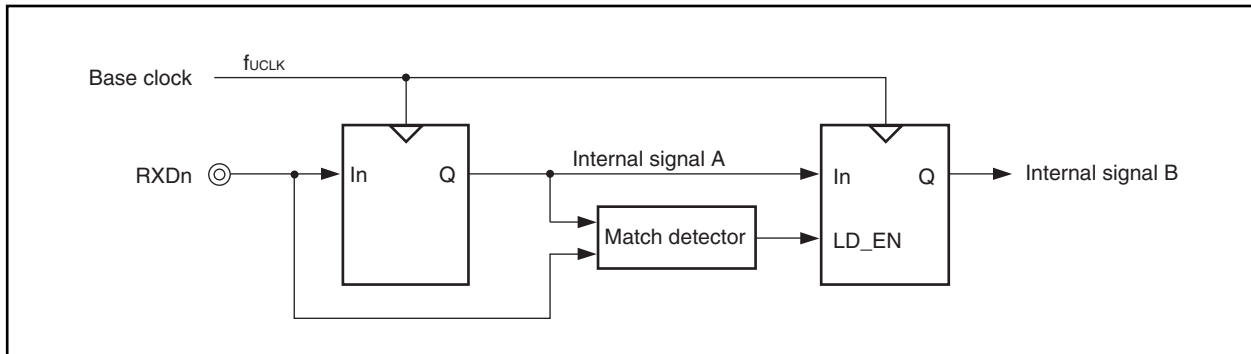 Base clock
fUCLK
RXDn
In
Q
Internal signal A
In
Q
Internal signal B
Match detector
LD_EN